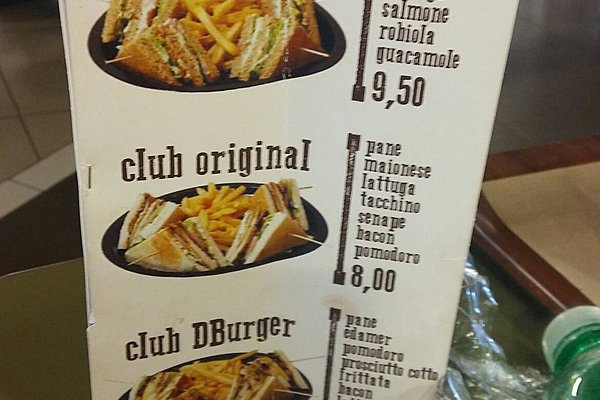 salmone
robiola
guacamole
9,50
club original
pane
maionese
lattuga
tacchino
senape
bacon
pomodoro
8,00
club DBurger
pane
edamer
pomodoro
prosciutto cotto
frittata
bacon